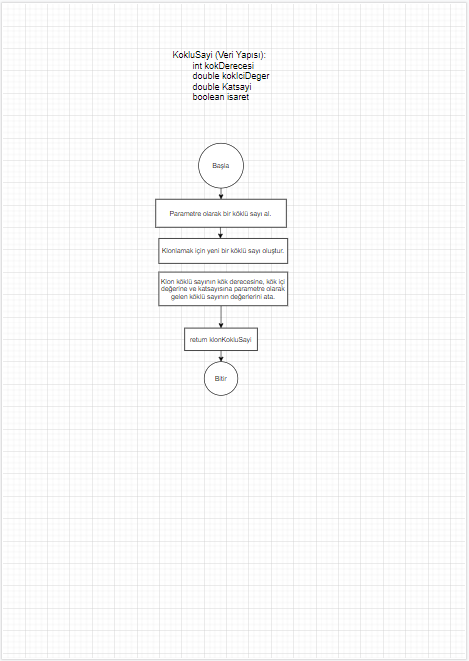 KokluSayi (Veri Yapısı):
int kokDerecesi
double kokIciDeger
double Katsayi
boolean isaret
Başla
Parametre olarak bir köklü sayı al.
Klonlamak için yeni bir köklü sayı oluştur.
Klon köklü sayının kök derecesine, kök içi
değerine ve katsayısına parametre olarak
gelen köklü sayının değerlerini ata.
return klonKokluSayi
Bitir